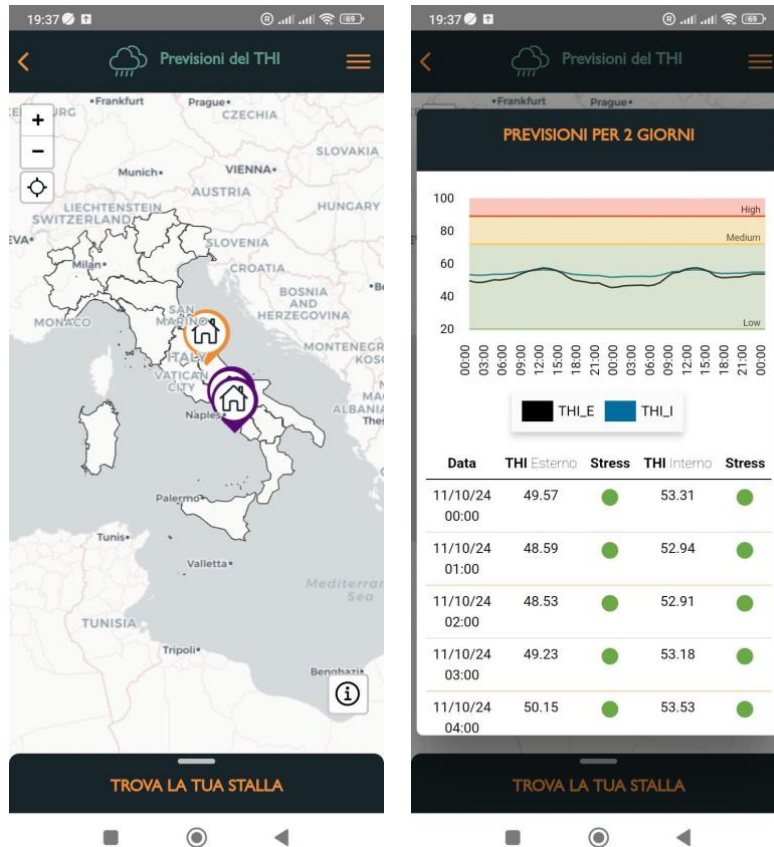 19:37
69
Previsioni del THI
Frankfurt
Prague
CZECHIA
SLOVAKIA
Munich
VIENNA
AUSTRIA
LIECHTENSTEIN
SWITZERLAND
HUNGARY
SLOVENIA
Milan
CROATIA
BOSNIA
AND
HERZEGOVINA
MONACO
SAN
MARINO
ITALY
MONTENEGR
KOSO
VATICAN
CITY
Naples
ALBANIA
Palermo
Tunis
Valletta
Mediterran
Sea
TUNISIA
Tripoli
Benghazi
TROVA LA TUA STALLA
19:37
69
Previsioni del THI
Frankfurt
Prague
PREVISIONI PER 2 GIORNI
100
80
60
40
20
High
Medium
Low
00:00 03:00 06:00 09:00 12:00 15:00 18:00 21:00 00:00 03:00 06:00 09:00 12:00 15:00 18:00 21:00 00:00
THI_E THI_I
Data THI Esterno Stress THI Interno Stress
11/10/24 49.57 53.31
00:00
11/10/24 48.59 52.94
01:00
11/10/24 48.53 52.91
02:00
11/10/24 49.23 53.18
03:00
11/10/24 50.15 53.53
04:00
TROVA LA TUA STALLA